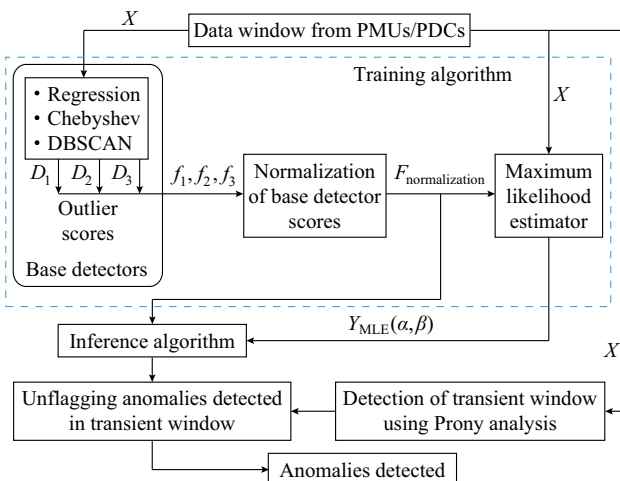 X
Data window from PMUs/PDCs
Training algorithm
• Regression
• Chebyshev
• DBSCAN
X
D1 D2 D3
Outlier
scores
Base detectors
f1, f2, f3
Normalization
of base detector
scores
Fnormalization
Maximum
likelihood
estimator
YMLE(α,β)
Inference algorithm
X
Unflagging anomalies detected
in transient window
Detection of transient window
using Prony analysis
Anomalies detected